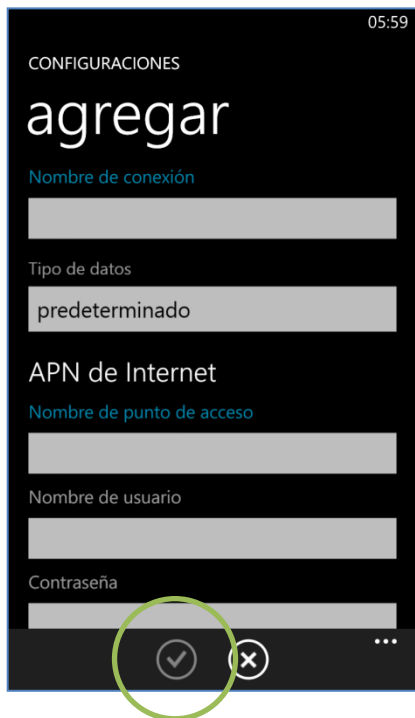 05:59
CONFIGURACIONES
agregar
Nombre de conexión
Tipo de datos
predeterminado
APN de Internet
Nombre de punto de acceso
Nombre de usuario
Contraseña